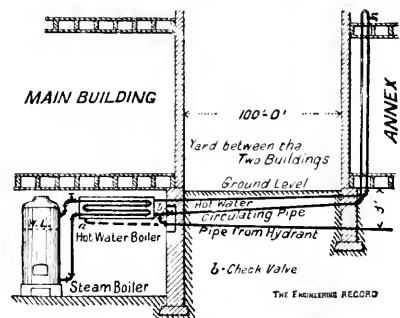 h
MAIN BUILDING
100'-0"
ANNEX
Yard between the
Two Buildings
Ground Level
Hot Water
Circulating Pipe
Pipe from Hydrant
3'
W.L.
a
b
Hot Water Boiler
b-Check Valve
Steam Boiler
THE ENGINEERING RECORD